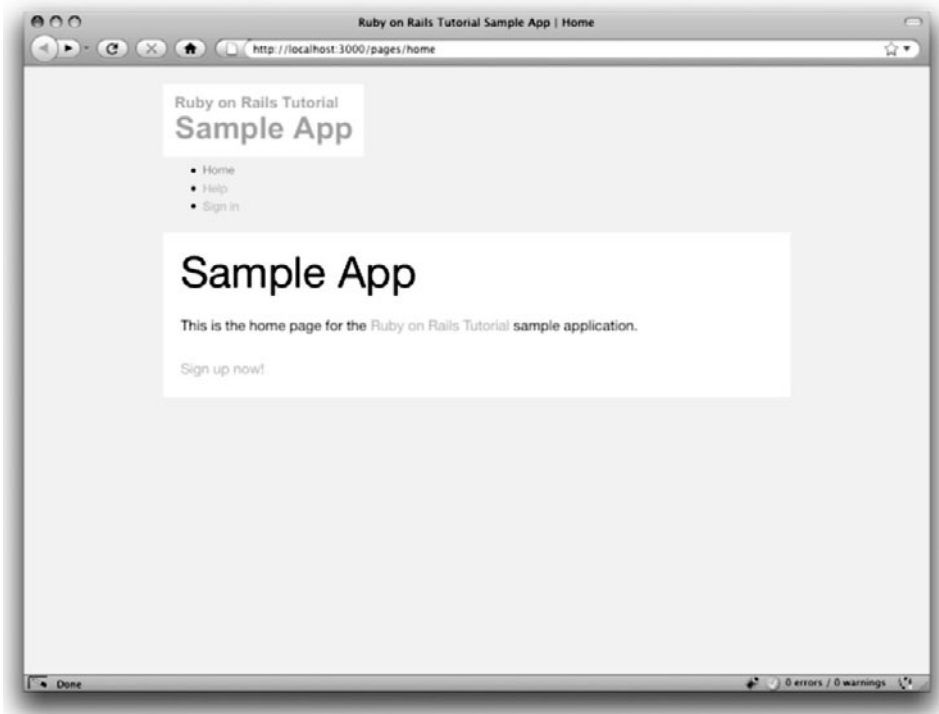 Ruby on Rails Tutorial Sample App | Home
http://localhost:3000/pages/home
Ruby on Rails Tutorial
Sample App
Home
Help
Sign in
Sample App
This is the home page for the Ruby on Rails Tutorial sample application.
Sign up now!
Done
0 errors / 0 warnings